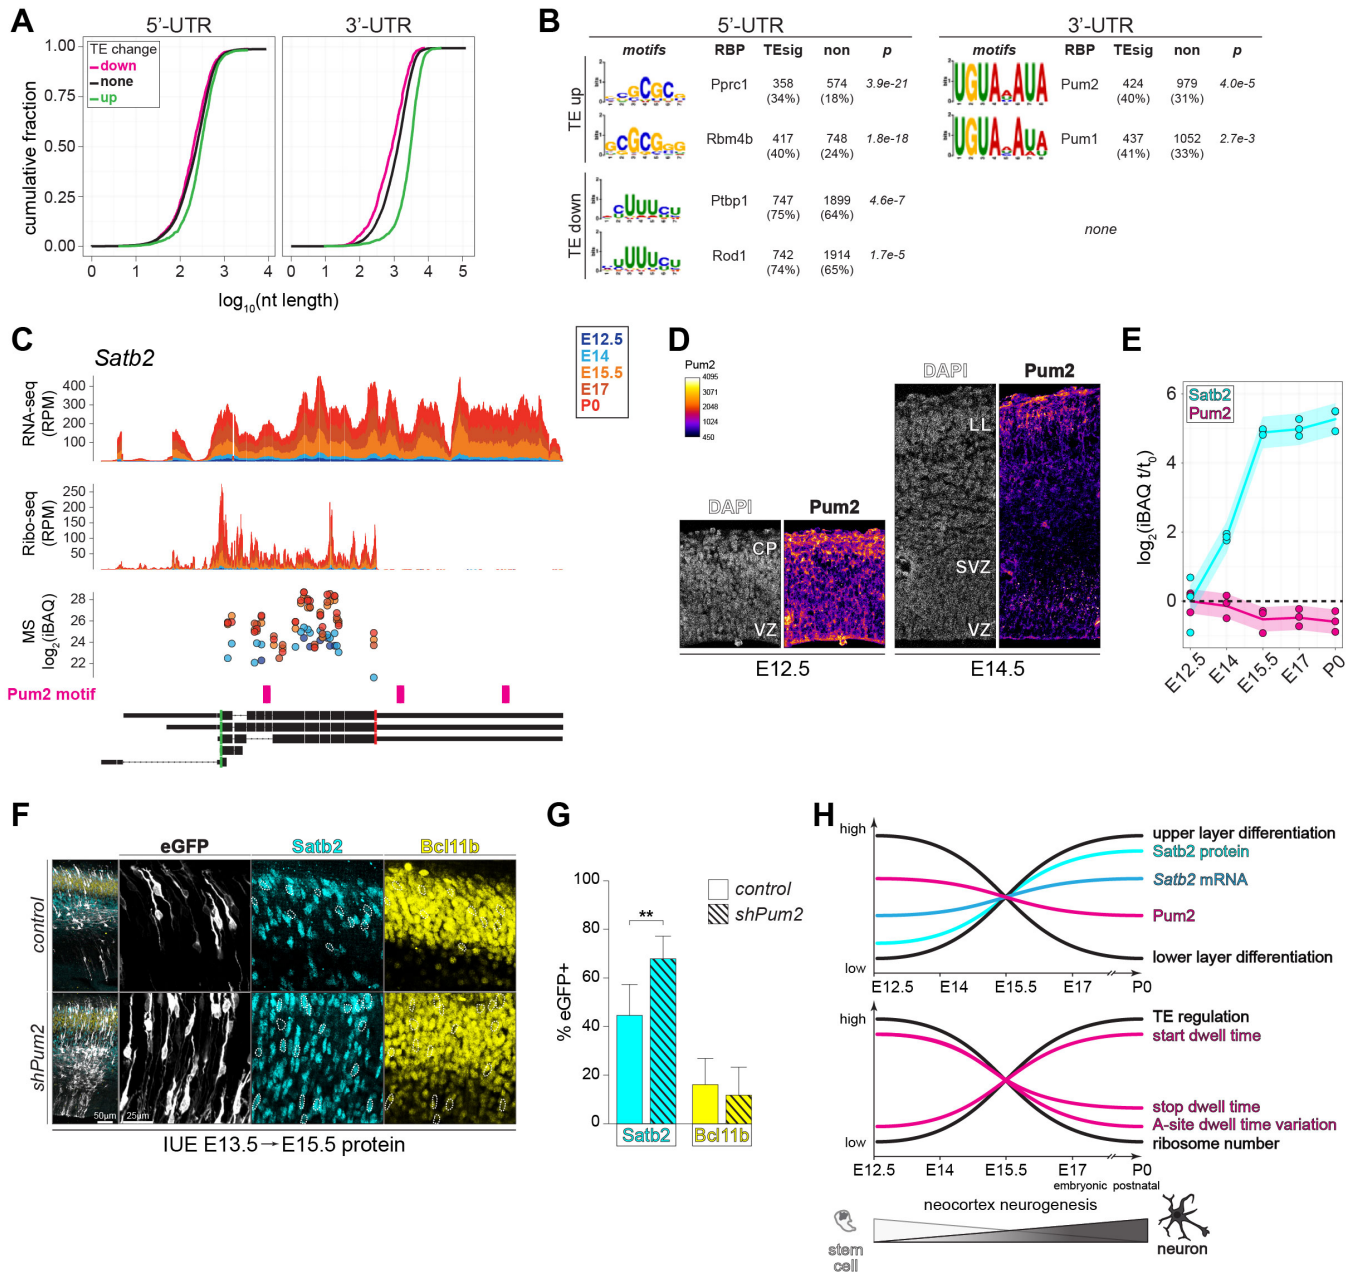 A
5'-UTR
3'-UTR
TE change
down
none
up
cumulative fraction
1.00
0.75
0.50
0.25
0.00
0 1 2 3 4
0 1 2 3 4 5
log10(nt length)
B
5'-UTR
3'-UTR
motifs RBP TEsig non p
motifs RBP TEsig non p
TE up
Pprc1 358 (34%) 574 (18%) 3.9e-21
Rbm4b 417 (40%) 748 (24%) 1.8e-18
Pum2 424 (40%) 979 (31%) 4.0e-5
Pum1 437 (41%) 1052 (33%) 2.7e-3
TE down
Ptbp1 747 (75%) 1899 (64%) 4.6e-7
Rod1 742 (74%) 1914 (65%) 1.7e-5
none
C
Satb2
E12.5
E14
E15.5
E17
P0
RNA-seq (RPM)
400
300
200
100
Ribo-seq (RPM)
250
200
150
100
50
MS log2(iBAQ)
28
26
24
22
Pum2 motif
D
Pum2
4095
3071
2048
1024
450
DAPI Pum2
CP
VZ
E12.5
DAPI Pum2
LL
SVZ
VZ
E14.5
E
Satb2
Pum2
log2(iBAQ t/t0)
6
4
2
0
E12.5 E14 E15.5 E17 P0
F
eGFP Satb2 Bcl11b
control
shPum2
50µm 25µm
IUE E13.5→E15.5 protein
G
% eGFP+
100
80
60
40
20
0
**
control
shPum2
Satb2 Bcl11b
H
high
low
upper layer differentiation
Satb2 protein
Satb2 mRNA
Pum2
lower layer differentiation
E12.5 E14 E15.5 E17 P0
high
low
TE regulation
start dwell time
stop dwell time
A-site dwell time variation
ribosome number
E12.5 E14 E15.5 E17 P0
embryonic postnatal
neocortex neurogenesis
stem cell
neuron